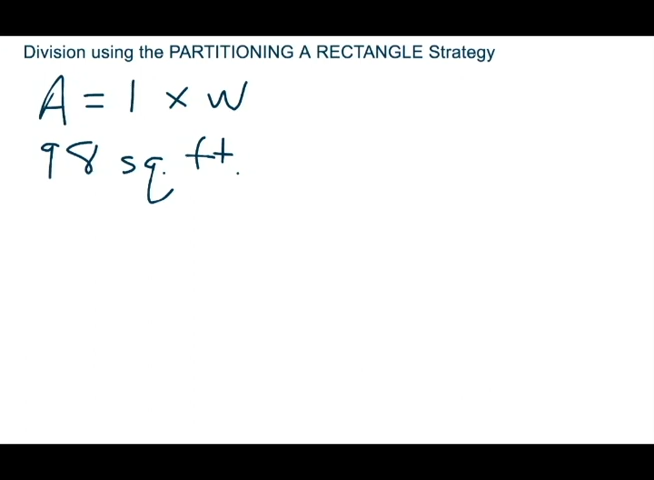 Division using the PARTITIONING A RECTANGLE Strategy
A = l × w
98 sq. ft.